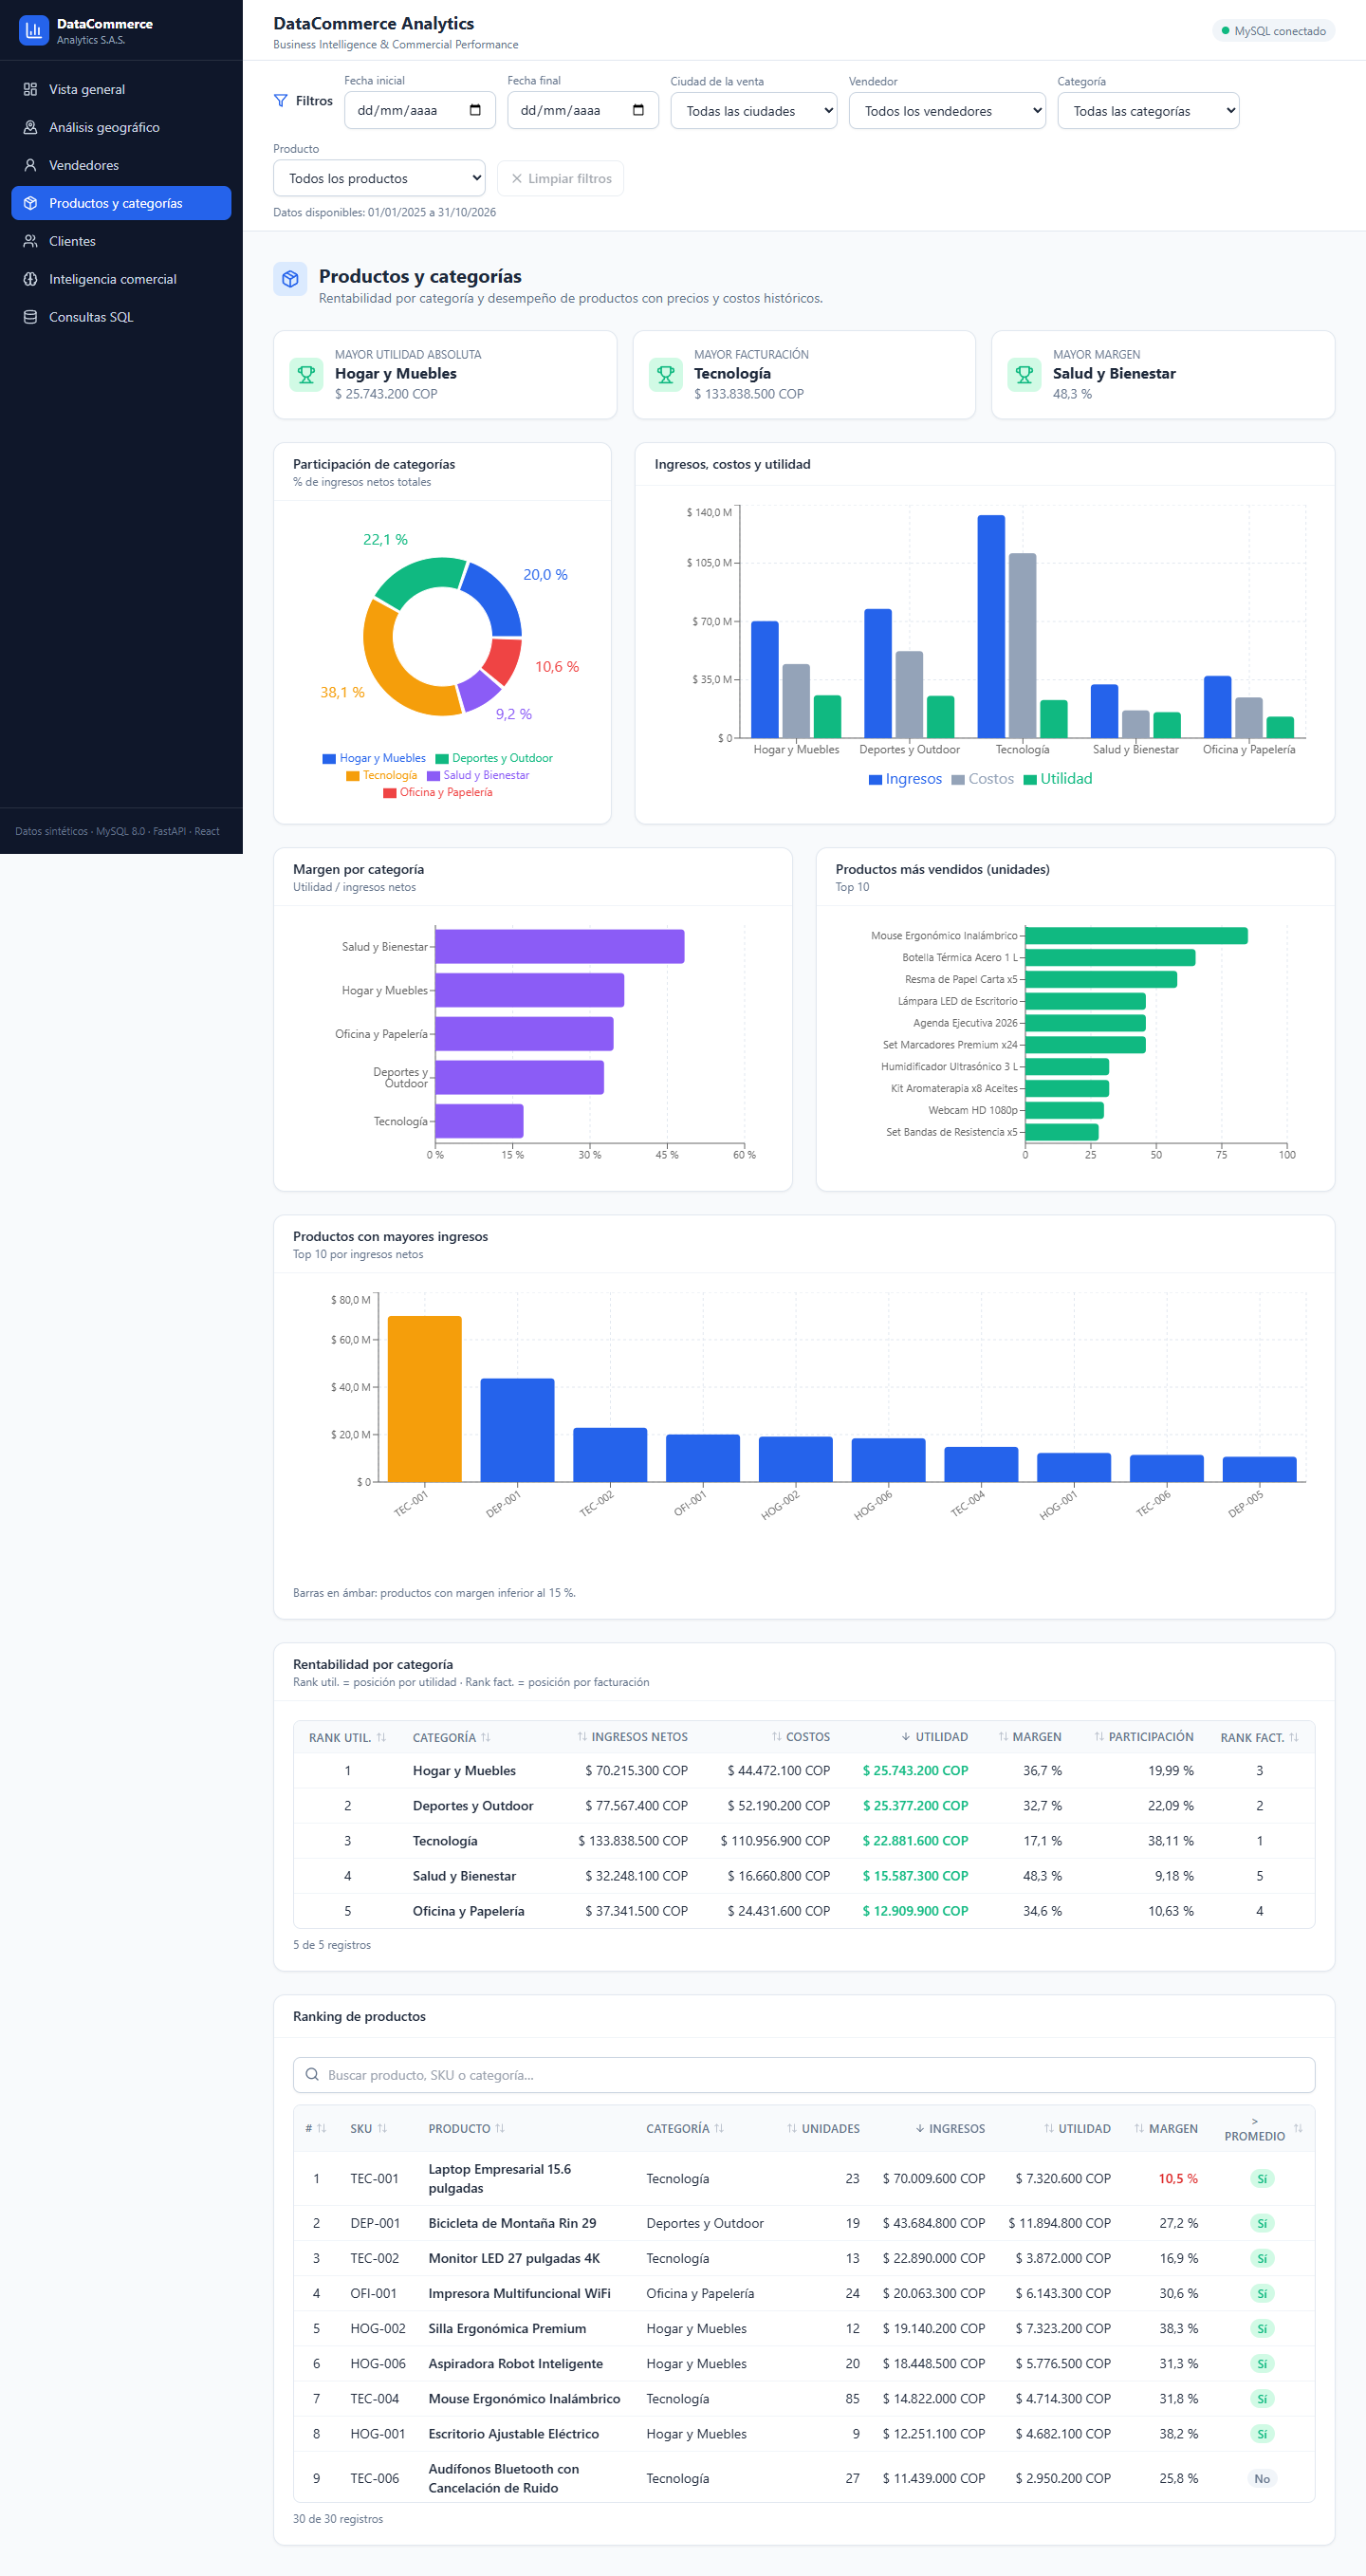 DataCommerce
Analytics S.A.S.
Vista general
Análisis geográfico
Vendedores
Productos y categorías
Clientes
Inteligencia comercial
Consultas SQL
Datos sintéticos · MySQL 8.0 · FastAPI · React
DataCommerce Analytics
Business Intelligence & Commercial Performance
MySQL conectado
Filtros
Fecha inicial
dd/mm/aaaa
Fecha final
dd/mm/aaaa
Ciudad de la venta
Todas las ciudades
Vendedor
Todos los vendedores
Categoría
Todas las categorías
Producto
Todos los productos
Limpiar filtros
Datos disponibles: 01/01/2025 a 31/10/2026
Productos y categorías
Rentabilidad por categoría y desempeño de productos con precios y costos históricos.
MAYOR UTILIDAD ABSOLUTA
Hogar y Muebles
$ 25.743.200 COP
MAYOR FACTURACIÓN
Tecnología
$ 133.838.500 COP
MAYOR MARGEN
Salud y Bienestar
48,3 %
Participación de categorías
% de ingresos netos totales
22,1 %
20,0 %
10,6 %
38,1 %
9,2 %
Hogar y Muebles Deportes y Outdoor
Tecnología Salud y Bienestar
Oficina y Papelería
Ingresos, costos y utilidad
$ 140,0 M
$ 105,0 M
$ 70,0 M
$ 35,0 M
$ 0
Hogar y Muebles Deportes y Outdoor Tecnología Salud y Bienestar Oficina y Papelería
Ingresos Costos Utilidad
Margen por categoría
Utilidad / ingresos netos
Salud y Bienestar
Hogar y Muebles
Oficina y Papelería
Deportes y
Outdoor
Tecnología
0 % 15 % 30 % 45 % 60 %
Productos más vendidos (unidades)
Top 10
Mouse Ergonómico Inalámbrico
Botella Térmica Acero 1 L
Resma de Papel Carta x5
Lámpara LED de Escritorio
Agenda Ejecutiva 2026
Set Marcadores Premium x24
Humidificador Ultrasónico 3 L
Kit Aromaterapia x8 Aceites
Webcam HD 1080p
Set Bandas de Resistencia x5
0 25 50 75 100
Productos con mayores ingresos
Top 10 por ingresos netos
$ 80,0 M
$ 60,0 M
$ 40,0 M
$ 20,0 M
$ 0
TEC-001 DEP-001 TEC-002 OFI-001 HOG-002 HOG-006 TEC-004 HOG-001 TEC-006 DEP-005
Barras en ámbar: productos con margen inferior al 15 %.
Rentabilidad por categoría
Rank util. = posición por utilidad · Rank fact. = posición por facturación
RANK UTIL. CATEGORÍA INGRESOS NETOS COSTOS UTILIDAD MARGEN PARTICIPACIÓN RANK FACT.
1 Hogar y Muebles $ 70.215.300 COP $ 44.472.100 COP $ 25.743.200 COP 36,7 % 19,99 % 3
2 Deportes y Outdoor $ 77.567.400 COP $ 52.190.200 COP $ 25.377.200 COP 32,7 % 22,09 % 2
3 Tecnología $ 133.838.500 COP $ 110.956.900 COP $ 22.881.600 COP 17,1 % 38,11 % 1
4 Salud y Bienestar $ 32.248.100 COP $ 16.660.800 COP $ 15.587.300 COP 48,3 % 9,18 % 5
5 Oficina y Papelería $ 37.341.500 COP $ 24.431.600 COP $ 12.909.900 COP 34,6 % 10,63 % 4
5 de 5 registros
Ranking de productos
Buscar producto, SKU o categoría...
# SKU PRODUCTO CATEGORÍA UNIDADES INGRESOS UTILIDAD MARGEN >
PROMEDIO
1 TEC-001 Laptop Empresarial 15.6
pulgadas Tecnología 23 $ 70.009.600 COP $ 7.320.600 COP 10,5 % Sí
2 DEP-001 Bicicleta de Montaña Rin 29 Deportes y Outdoor 19 $ 43.684.800 COP $ 11.894.800 COP 27,2 % Sí
3 TEC-002 Monitor LED 27 pulgadas 4K Tecnología 13 $ 22.890.000 COP $ 3.872.000 COP 16,9 % Sí
4 OFI-001 Impresora Multifuncional WiFi Oficina y Papelería 24 $ 20.063.300 COP $ 6.143.300 COP 30,6 % Sí
5 HOG-002 Silla Ergonómica Premium Hogar y Muebles 12 $ 19.140.200 COP $ 7.323.200 COP 38,3 % Sí
6 HOG-006 Aspiradora Robot Inteligente Hogar y Muebles 20 $ 18.448.500 COP $ 5.776.500 COP 31,3 % Sí
7 TEC-004 Mouse Ergonómico Inalámbrico Tecnología 85 $ 14.822.000 COP $ 4.714.300 COP 31,8 % Sí
8 HOG-001 Escritorio Ajustable Eléctrico Hogar y Muebles 9 $ 12.251.100 COP $ 4.682.100 COP 38,2 % Sí
9 TEC-006 Audífonos Bluetooth con
Cancelación de Ruido Tecnología 27 $ 11.439.000 COP $ 2.950.200 COP 25,8 % No
30 de 30 registros